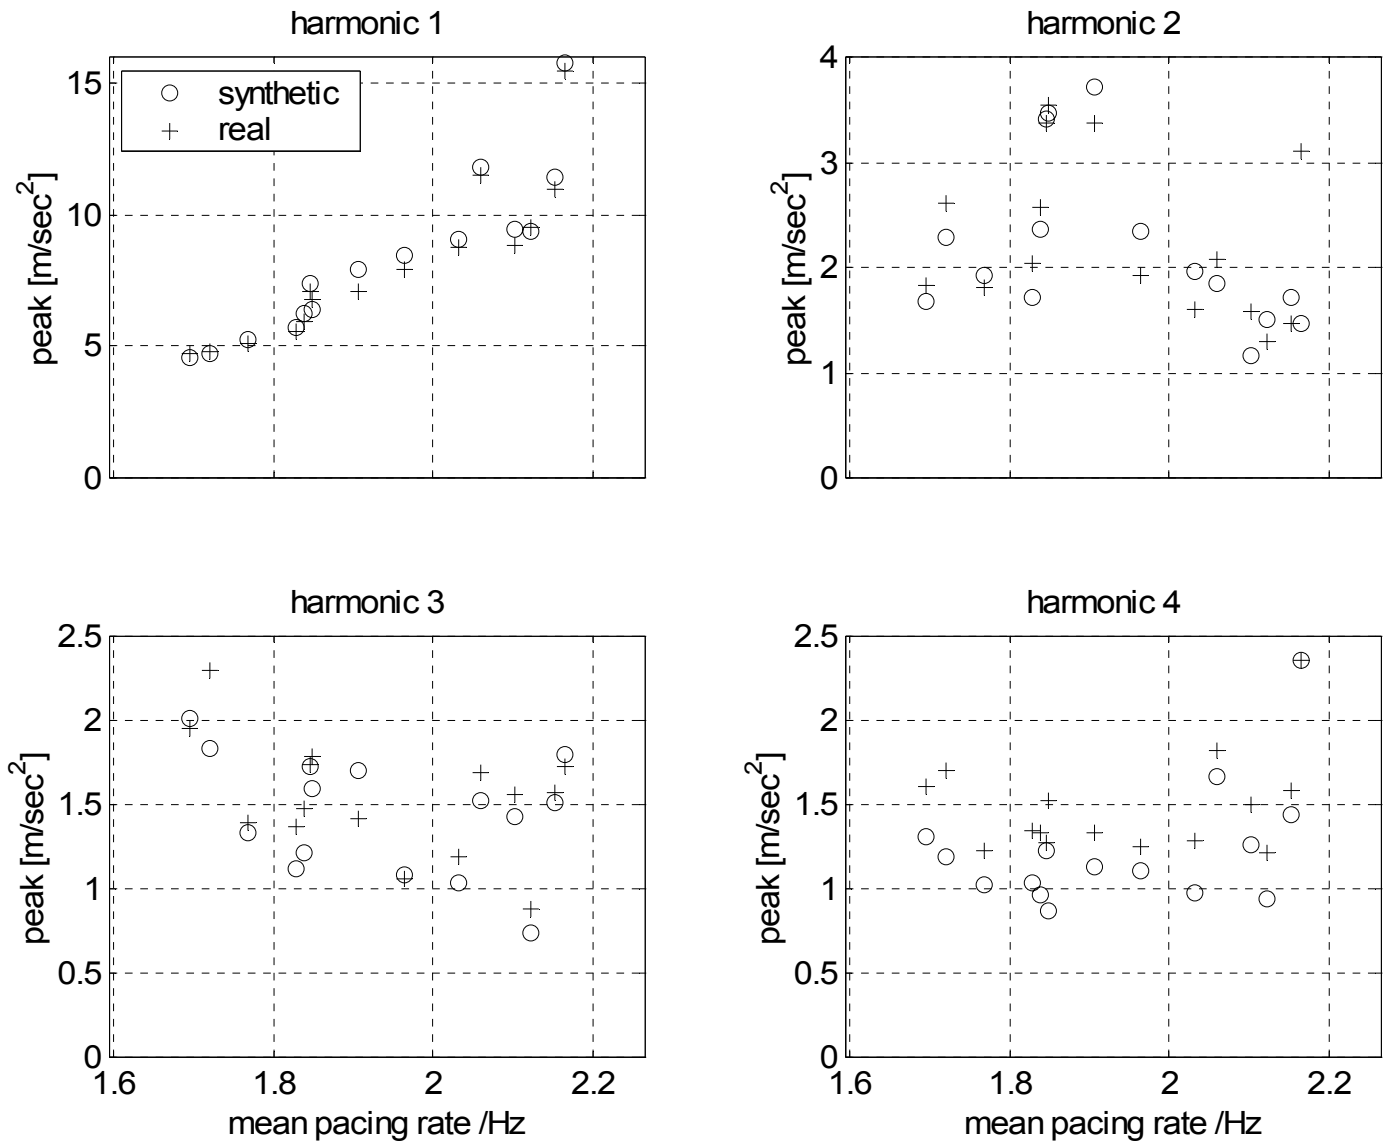 harmonic 1
harmonic 2
15
10
5
0
peak [m/sec²]
synthetic
real
4
3
2
1
0
peak [m/sec²]
harmonic 3
harmonic 4
2.5
2
1.5
1
0.5
0
peak [m/sec²]
1.6 1.8 2 2.2
mean pacing rate /Hz
2.5
2
1.5
1
0.5
0
peak [m/sec²]
1.6 1.8 2 2.2
mean pacing rate /Hz